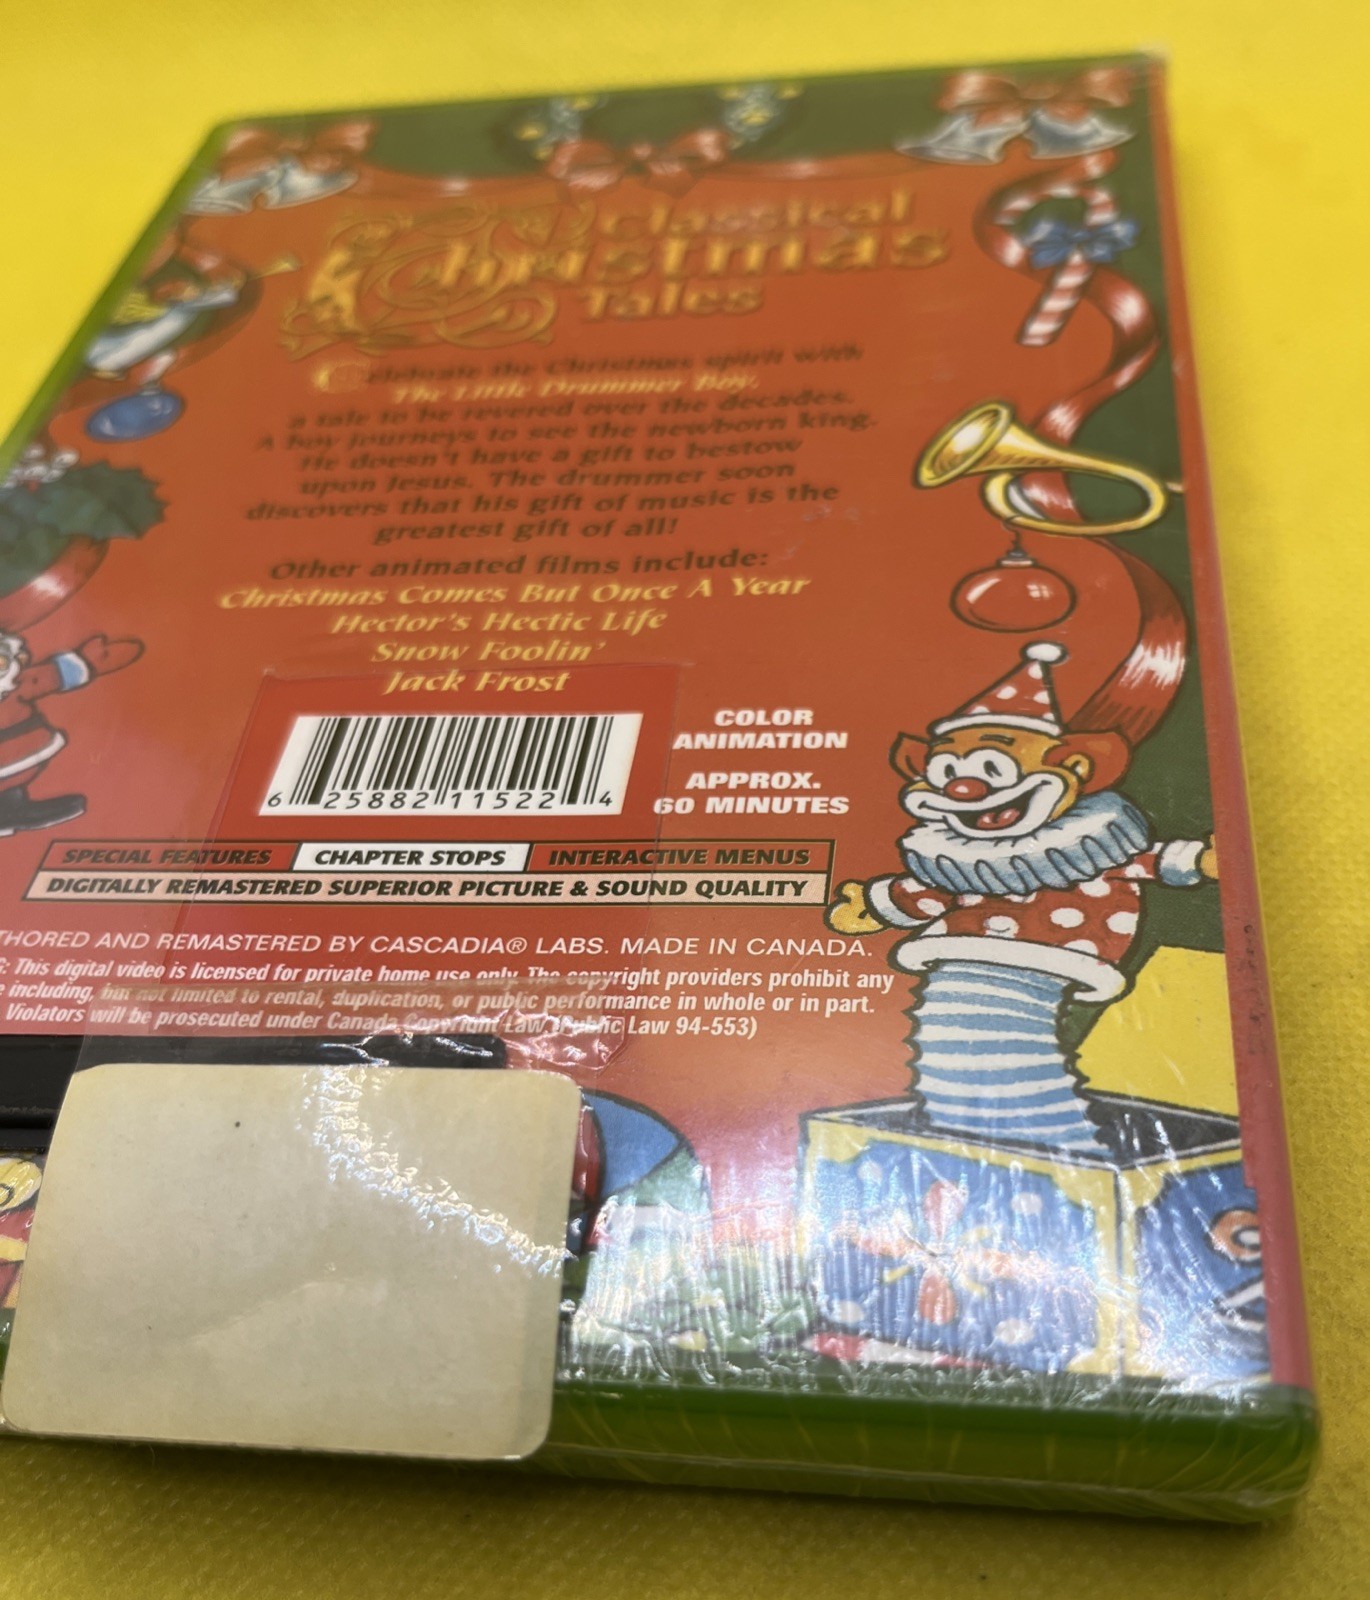 Classical
Christmas
Tales
Celebrate the Christmas spirit with
The Little Drummer Boy,
a tale to be revered over the decades.
A boy journeys to see the newborn king.
He doesn't have a gift to bestow
upon Jesus. The drummer soon
discovers that his gift of music is the
greatest gift of all!
Other animated films include:
Christmas Comes But Once A Year
Hector's Hectic Life
Snow Foolin'
Jack Frost
COLOR
ANIMATION
APPROX.
60 MINUTES
6 25882 11522 4
SPECIAL FEATURES CHAPTER STOPS INTERACTIVE MENUS
DIGITALLY REMASTERED SUPERIOR PICTURE & SOUND QUALITY
THORED AND REMASTERED BY CASCADIA® LABS. MADE IN CANADA.
G: This digital video is licensed for private home use only. The copyright providers prohibit any
e including, but not limited to rental, duplication, or public performance in whole or in part.
Violators will be prosecuted under Canada Copyright Law (Public Law 94-553)